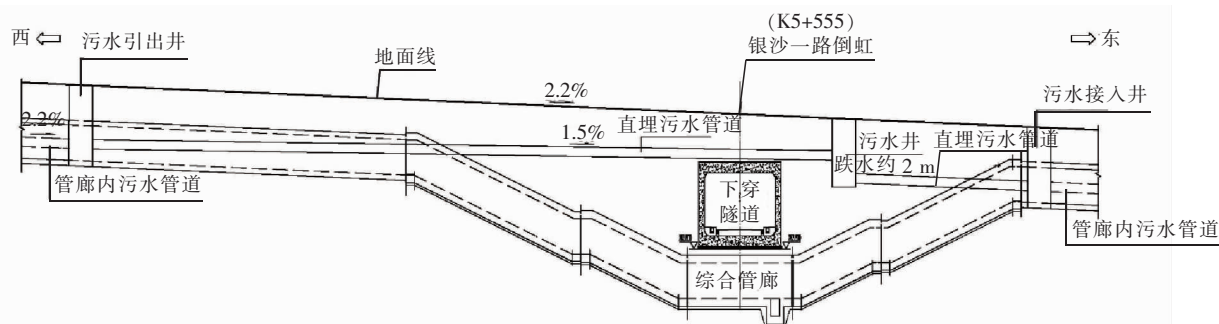 (K5+555)
银沙一路倒虹
西
污水引出井
地面线
东
2.2%
污水接入井
2.2%
1.5%
直埋污水管道
污水井
跌水约 2 m
直埋污水管道
管廊内污水管道
下穿
隧道
管廊内污水管道
综合管廊